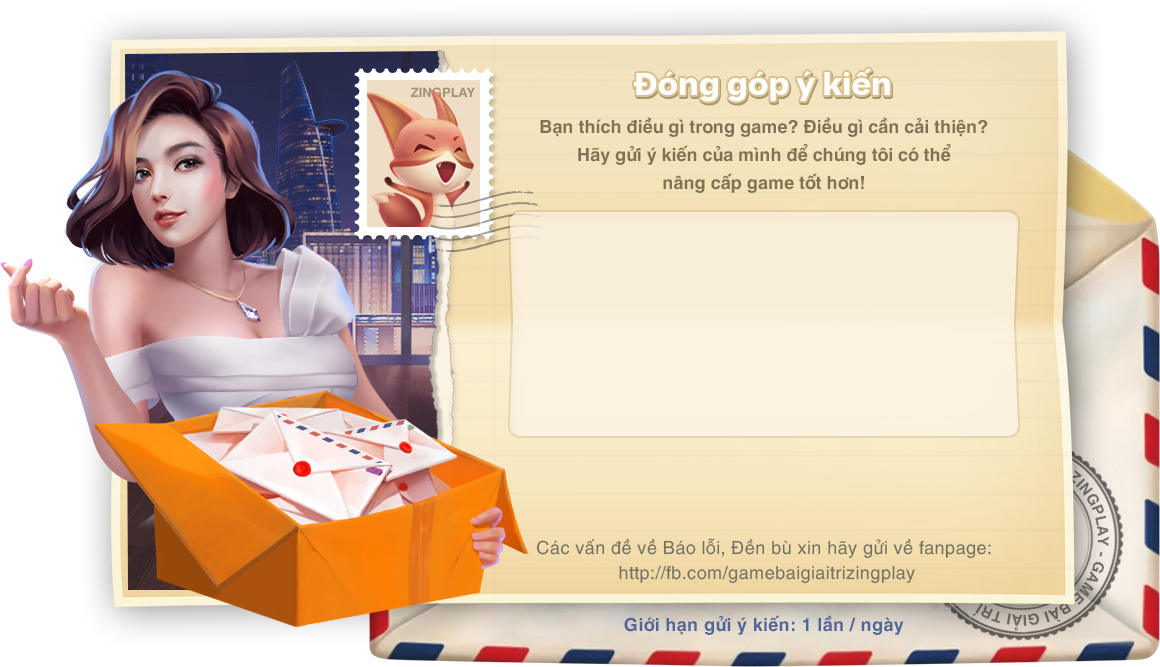 ZINGPLAY
Đóng góp ý kiến
Bạn thích điều gì trong game? Điều gì cần cải thiện?
Hãy gửi ý kiến của mình để chúng tôi có thể
nâng cấp game tốt hơn!
Các vấn đề về Báo lỗi, Đền bù xin hãy gửi về fanpage:
http://fb.com/gamebaigiaitrizingplay
Giới hạn gửi ý kiến: 1 lần / ngày
ZINGPLAY - GAME BÀI GIẢI TRÍ